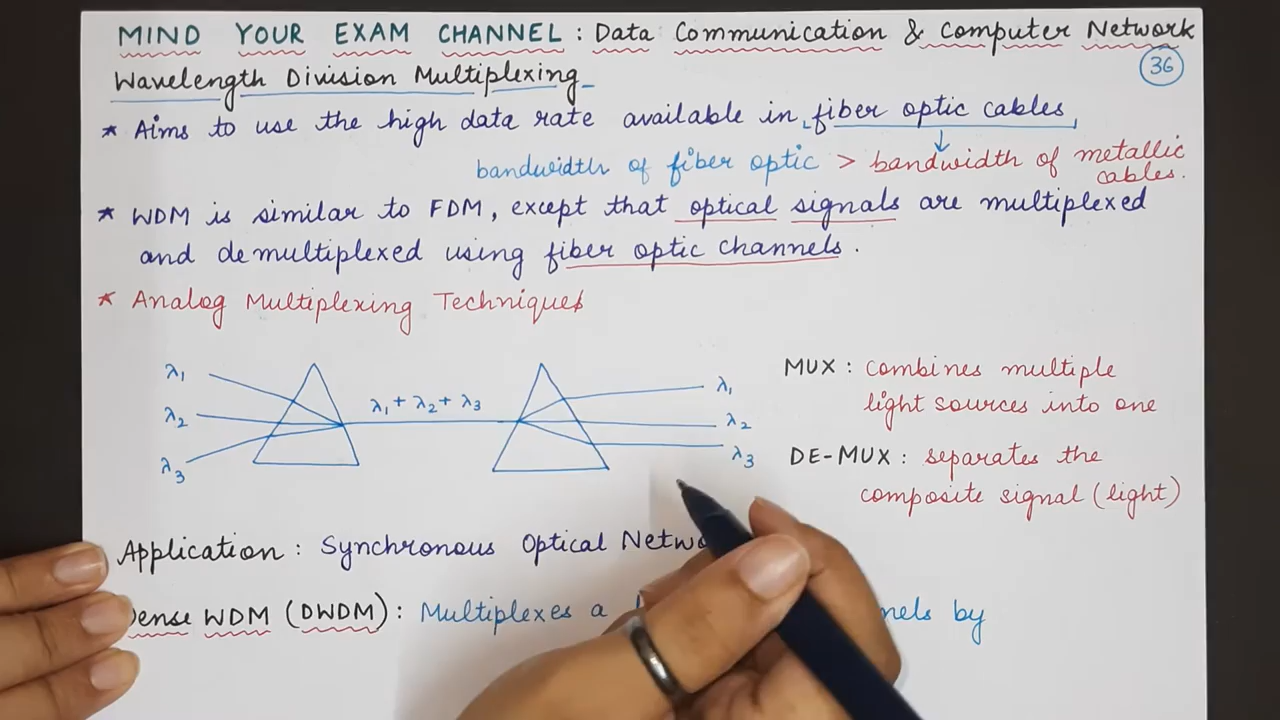 MIND YOUR EXAM CHANNEL : Data Communication & Computer Network
Wavelength Division Multiplexing
36
* Aims to use the high data rate available in fiber optic cables
bandwidth of fiber optic > bandwidth of metallic
cables.
* WDM is similar to FDM, except that optical signals are multiplexed
and demultiplexed using fiber optic channels.
* Analog Multiplexing Techniques
λ1
λ2
λ3
λ1 + λ2 + λ3
λ1
λ2
λ3
MUX : combines multiple
light sources into one
DE-MUX : separates the
composite signal (light)
Application : Synchronous Optical
Dense WDM (DWDM) : Multiplexes a by